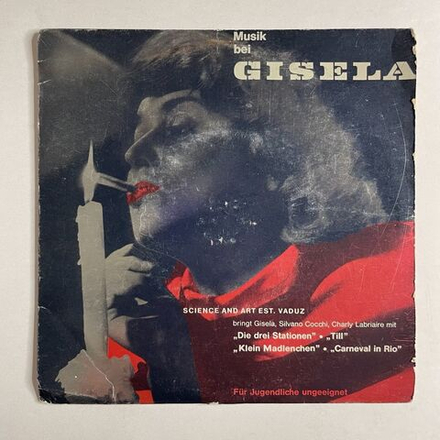 Musik
bei
GISELA
SCIENCE AND ART EST. VADUZ
bringt Gisela, Silvano Cocchi, Charly Labriaire mit
„Die drei Stationen" • „Till"
„Klein Madlenchen" • „Carneval in Rio"
Für Jugendliche ungeeignet